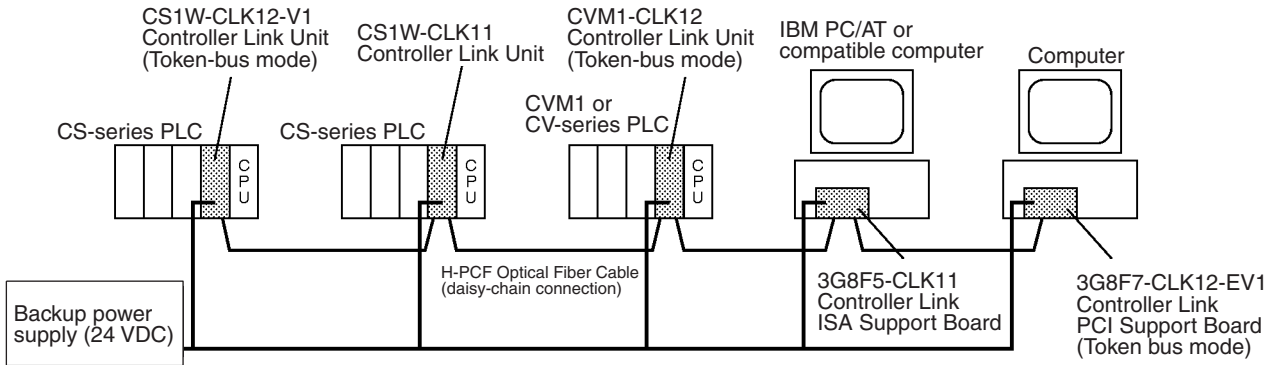 CS1W-CLK12-V1
Controller Link Unit
(Token-bus mode)
CS1W-CLK11
Controller Link Unit
CVM1-CLK12
Controller Link Unit
(Token-bus mode)
IBM PC/AT or
compatible computer
Computer
CS-series PLC
CS-series PLC
CVM1 or
CV-series PLC
CPU
CPU
CPU
H-PCF Optical Fiber Cable
(daisy-chain connection)
3G8F5-CLK11
Controller Link
ISA Support Board
3G8F7-CLK12-EV1
Controller Link
PCI Support Board
(Token bus mode)
Backup power
supply (24 VDC)